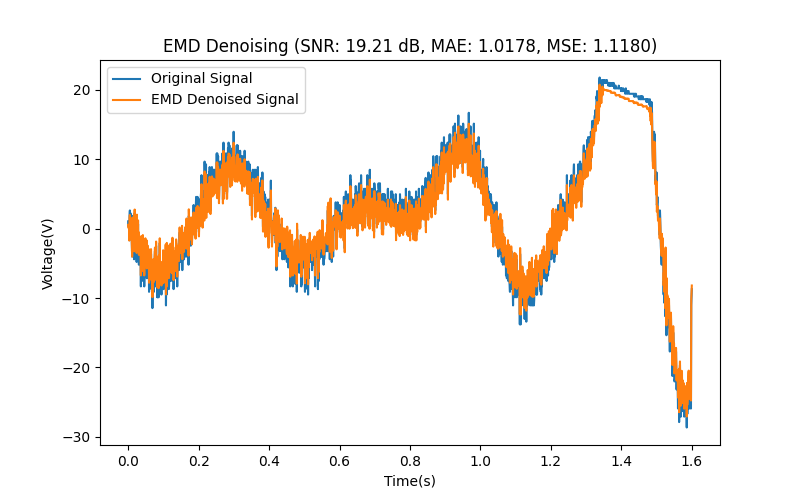 EMD Denoising (SNR: 19.21 dB, MAE: 1.0178, MSE: 1.1180)
Original Signal
EMD Denoised Signal
20
10
0
−10
−20
−30
Voltage(V)
0.0 0.2 0.4 0.6 0.8 1.0 1.2 1.4 1.6
Time(s)